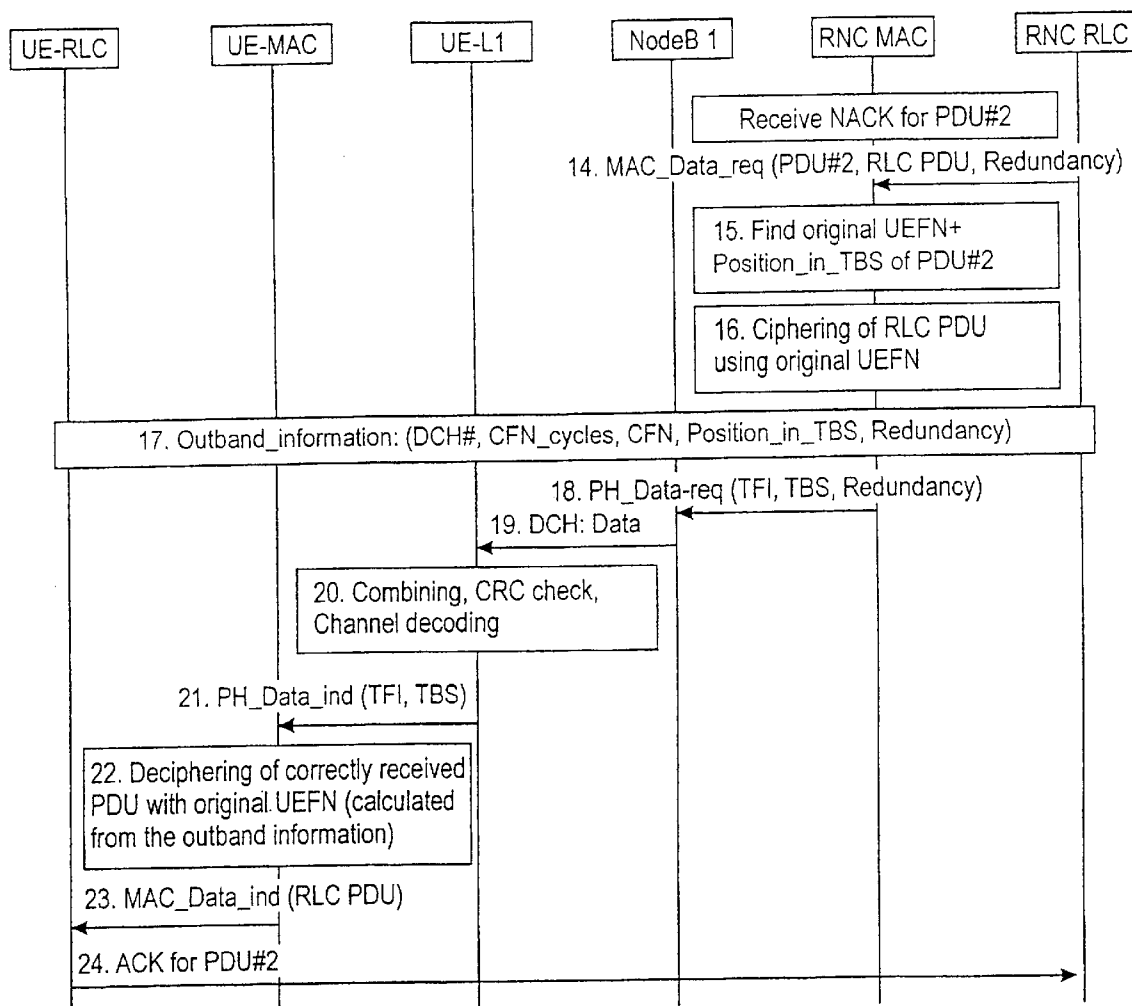 UE-RLC
UE-MAC
UE-L1
NodeB 1
RNC MAC
RNC RLC
Receive NACK for PDU#2
14. MAC_Data_req (PDU#2, RLC PDU, Redundancy)
15. Find original UEFN+
Position_in_TBS of PDU#2
16. Ciphering of RLC PDU
using original UEFN
17. Outband_information: (DCH#, CFN_cycles, CFN, Position_in_TBS, Redundancy)
18. PH_Data-req (TFI, TBS, Redundancy)
19. DCH: Data
20. Combining, CRC check,
Channel decoding
21. PH_Data_ind (TFI, TBS)
22. Deciphering of correctly received
PDU with original UEFN (calculated
from the outband information)
23. MAC_Data_ind (RLC PDU)
24. ACK for PDU#2